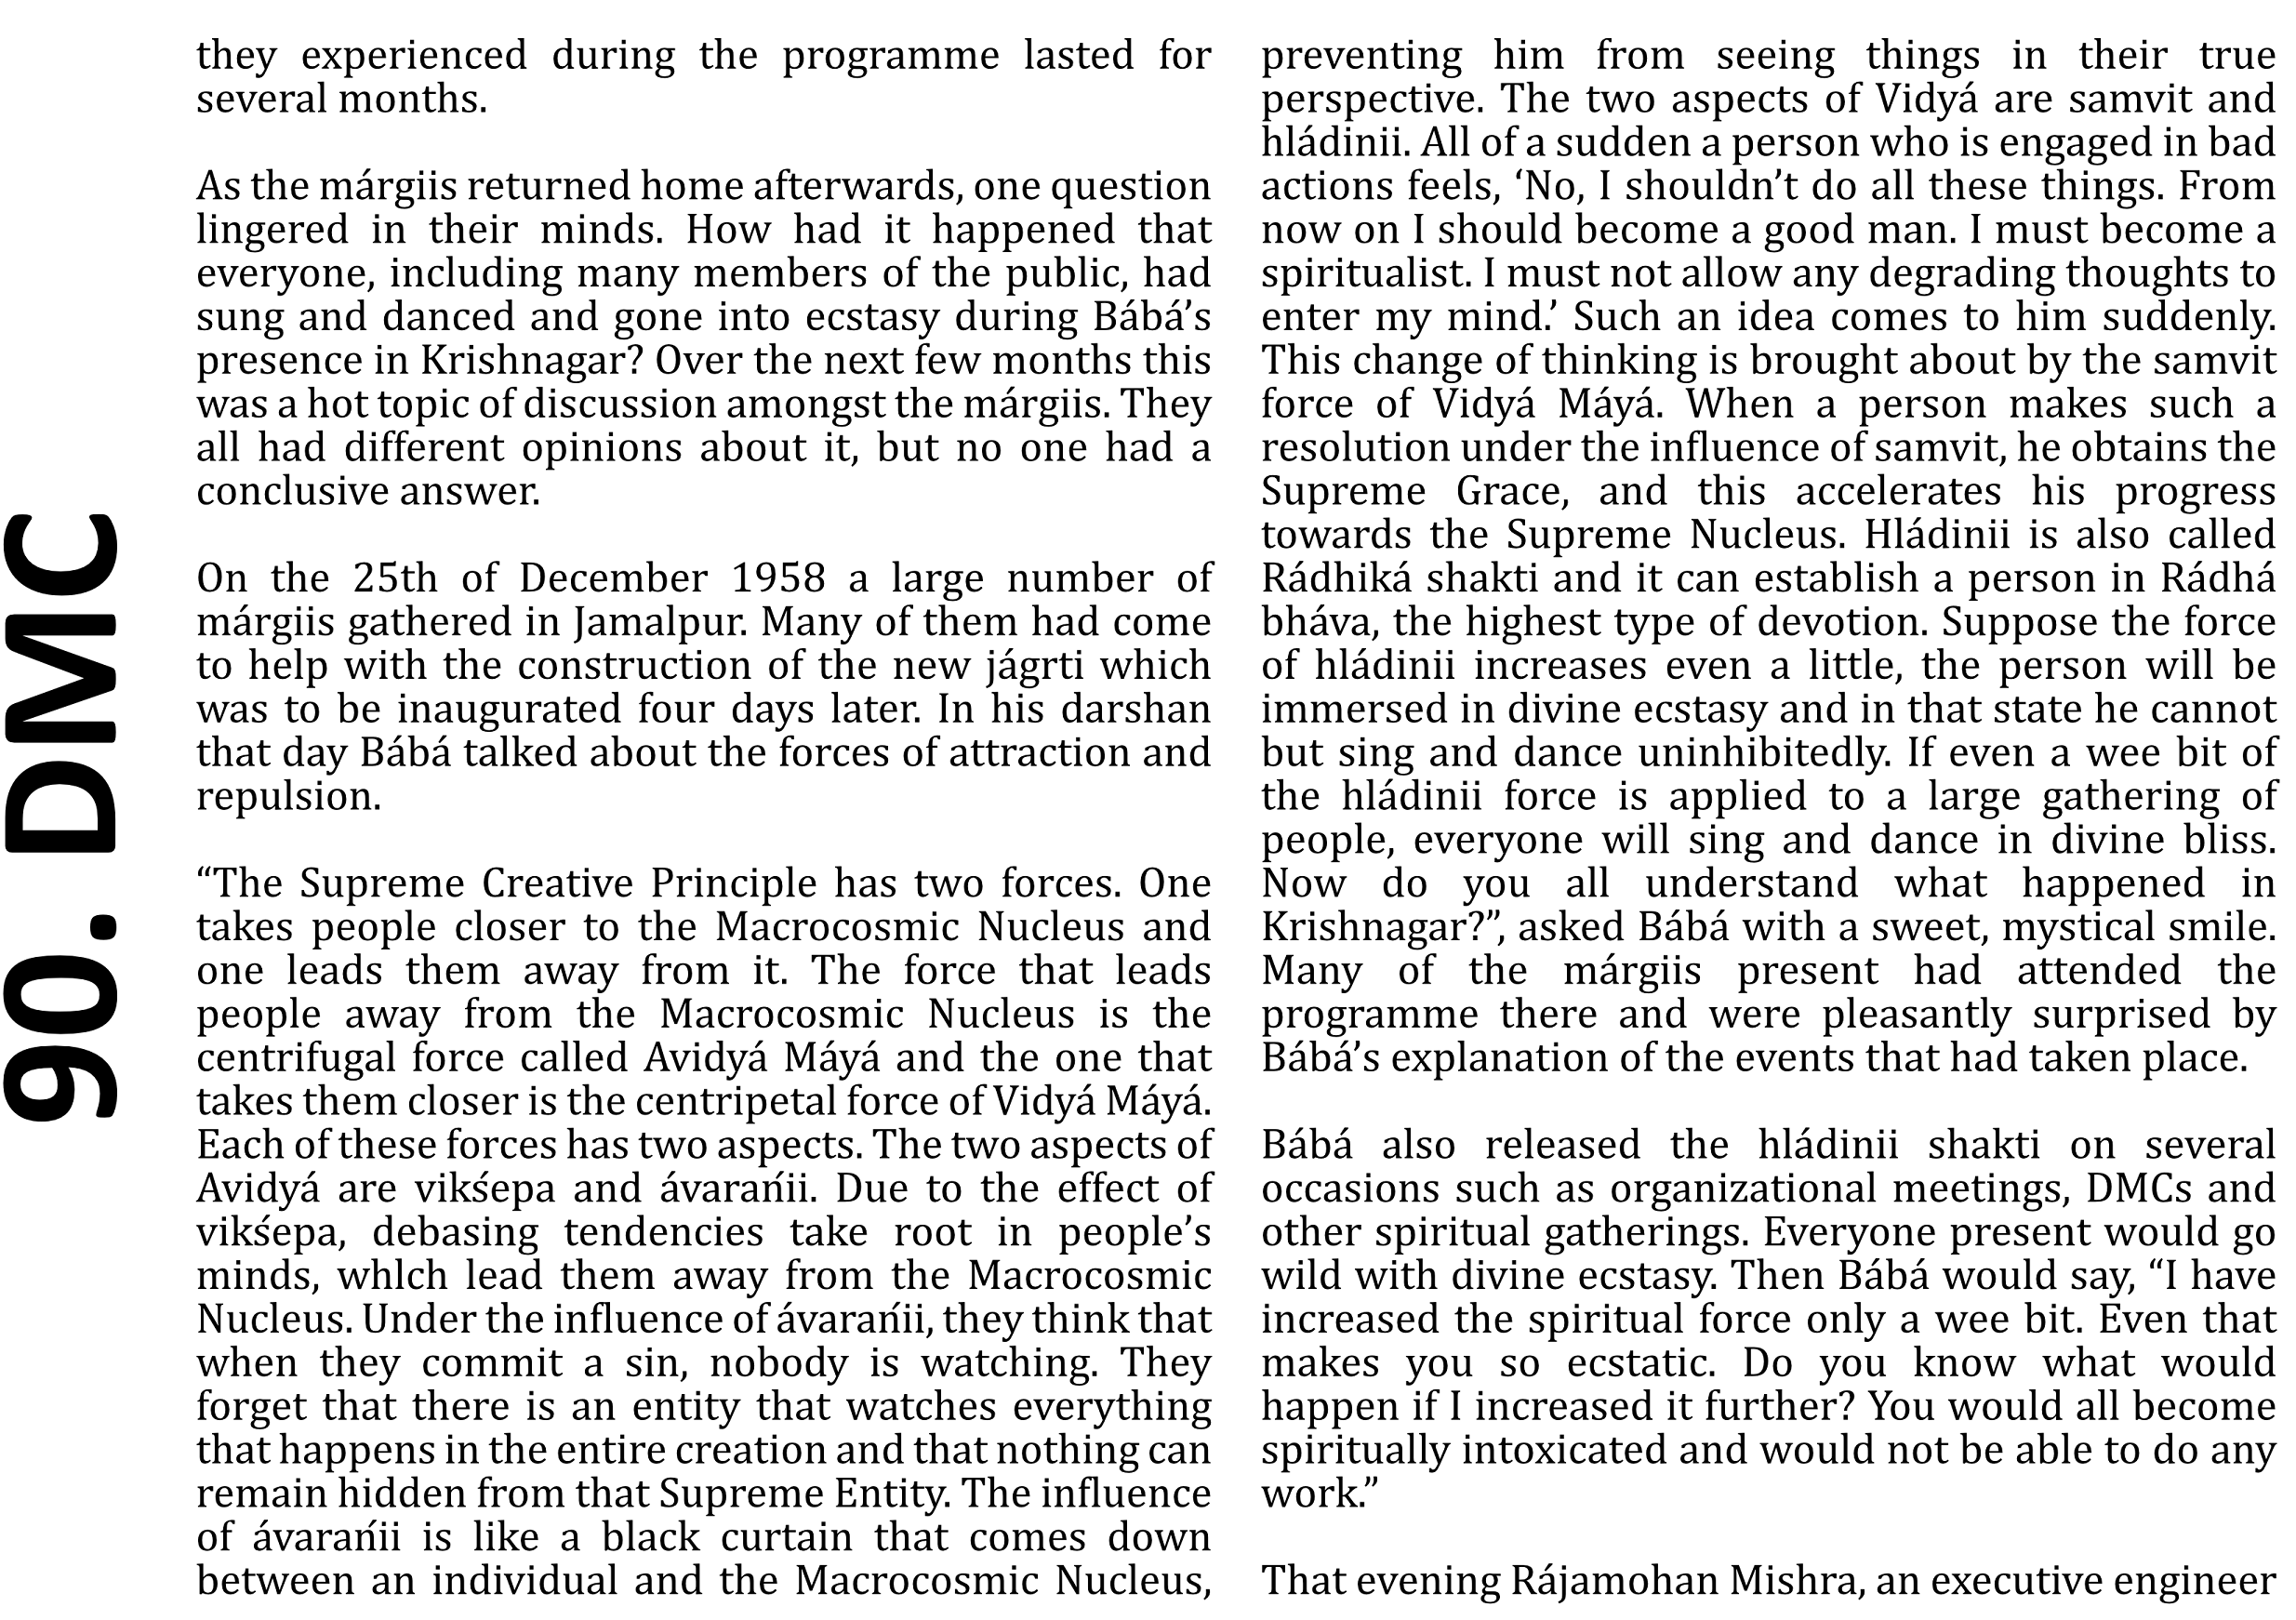 90. DMC
they experienced during the programme lasted for
several months.
As the márgiis returned home afterwards, one question
lingered in their minds. How had it happened that
everyone, including many members of the public, had
sung and danced and gone into ecstasy during Bábá’s
presence in Krishnagar? Over the next few months this
was a hot topic of discussion amongst the márgiis. They
all had different opinions about it, but no one had a
conclusive answer.
On the 25th of December 1958 a large number of
márgiis gathered in Jamalpur. Many of them had come
to help with the construction of the new jágrti which
was to be inaugurated four days later. In his darshan
that day Bábá talked about the forces of attraction and
repulsion.
“The Supreme Creative Principle has two forces. One
takes people closer to the Macrocosmic Nucleus and
one leads them away from it. The force that leads
people away from the Macrocosmic Nucleus is the
centrifugal force called Avidyá Máyá and the one that
takes them closer is the centripetal force of Vidyá Máyá.
Each of these forces has two aspects. The two aspects of
Avidyá are vikśepa and ávarańii. Due to the effect of
vikśepa, debasing tendencies take root in people’s
minds, whlch lead them away from the Macrocosmic
Nucleus. Under the influence of ávarańii, they think that
when they commit a sin, nobody is watching. They
forget that there is an entity that watches everything
that happens in the entire creation and that nothing can
remain hidden from that Supreme Entity. The influence
of ávarańii is like a black curtain that comes down
between an individual and the Macrocosmic Nucleus,
preventing him from seeing things in their true
perspective. The two aspects of Vidyá are samvit and
hládinii. All of a sudden a person who is engaged in bad
actions feels, ‘No, I shouldn’t do all these things. From
now on I should become a good man. I must become a
spiritualist. I must not allow any degrading thoughts to
enter my mind.’ Such an idea comes to him suddenly.
This change of thinking is brought about by the samvit
force of Vidyá Máyá. When a person makes such a
resolution under the influence of samvit, he obtains the
Supreme Grace, and this accelerates his progress
towards the Supreme Nucleus. Hládinii is also called
Rádhiká shakti and it can establish a person in Rádhá
bháva, the highest type of devotion. Suppose the force
of hládinii increases even a little, the person will be
immersed in divine ecstasy and in that state he cannot
but sing and dance uninhibitedly. If even a wee bit of
the hládinii force is applied to a large gathering of
people, everyone will sing and dance in divine bliss.
Now do you all understand what happened in
Krishnagar?”, asked Bábá with a sweet, mystical smile.
Many of the márgiis present had attended the
programme there and were pleasantly surprised by
Bábá’s explanation of the events that had taken place.
Bábá also released the hládinii shakti on several
occasions such as organizational meetings, DMCs and
other spiritual gatherings. Everyone present would go
wild with divine ecstasy. Then Bábá would say, “I have
increased the spiritual force only a wee bit. Even that
makes you so ecstatic. Do you know what would
happen if I increased it further? You would all become
spiritually intoxicated and would not be able to do any
work.”
That evening Rájamohan Mishra, an executive engineer